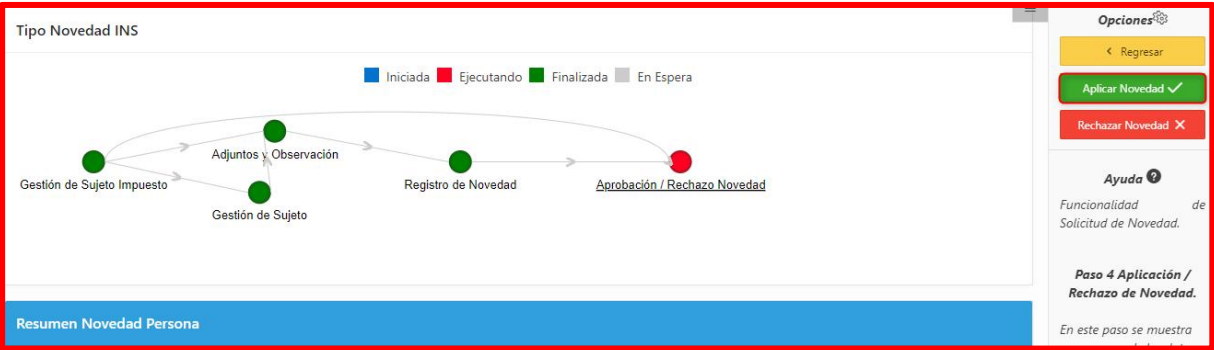 Tipo Novedad INS
Iniciada Ejecutando Finalizada En Espera
Gestión de Sujeto Impuesto
Adjuntos y Observación
Gestión de Sujeto
Registro de Novedad
Aprobación / Rechazo Novedad
Resumen Novedad Persona
Opciones
Regresar
Aplicar Novedad
Rechazar Novedad
Ayuda
Funcionalidad de
Solicitud de Novedad.
Paso 4 Aplicación /
Rechazo de Novedad.
En este paso se muestra